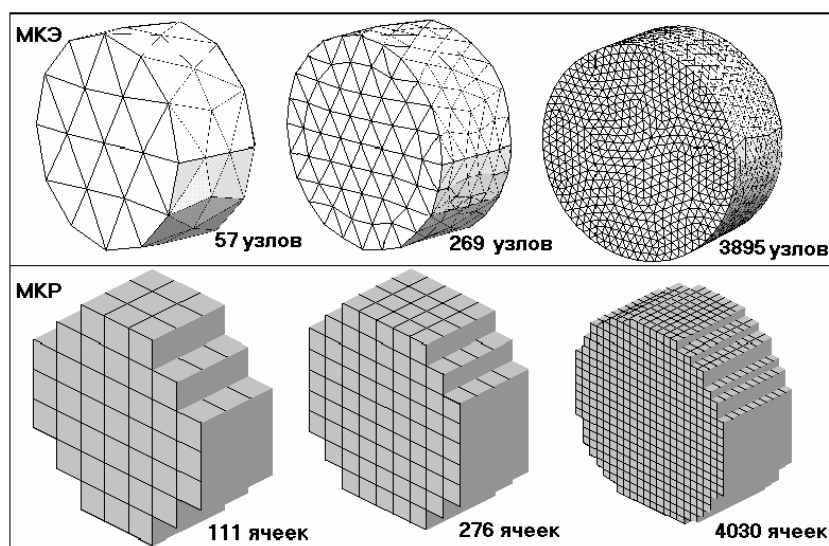 МКЭ
57 узлов
269 узлов
3895 узлов
МКР
111 ячеек
276 ячеек
4030 ячеек